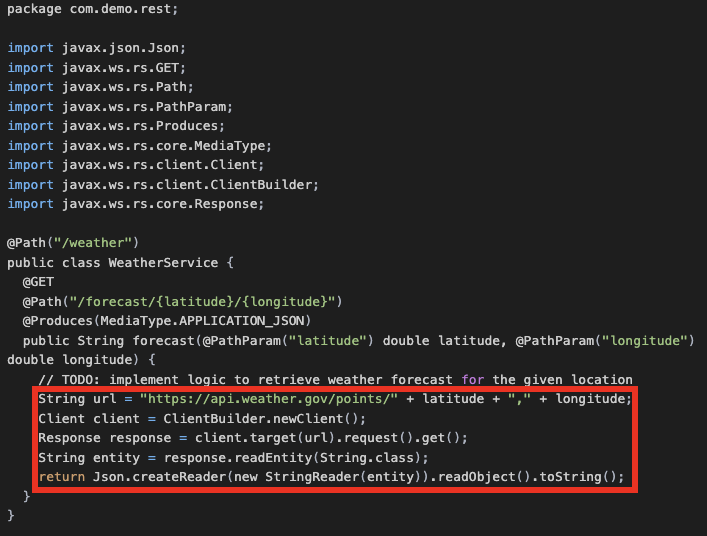 package com.demo.rest;
import javax.json.Json;
import javax.ws.rs.GET;
import javax.ws.rs.Path;
import javax.ws.rs.PathParam;
import javax.ws.rs.Produces;
import javax.ws.rs.core.MediaType;
import javax.ws.rs.client.Client;
import javax.ws.rs.client.ClientBuilder;
import javax.ws.rs.core.Response;
@Path("/weather")
public class WeatherService {
@GET
@Path("/forecast/{latitude}/{longitude}")
@Produces(MediaType.APPLICATION_JSON)
public String forecast(@PathParam("latitude") double latitude, @PathParam("longitude")
double longitude) {
// TODO: implement logic to retrieve weather forecast for the given location
String url = "https://api.weather.gov/points/" + latitude + "," + longitude;
Client client = ClientBuilder.newClient();
Response response = client.target(url).request().get();
String entity = response.readEntity(String.class);
return Json.createReader(new StringReader(entity)).readObject().toString();
}
}